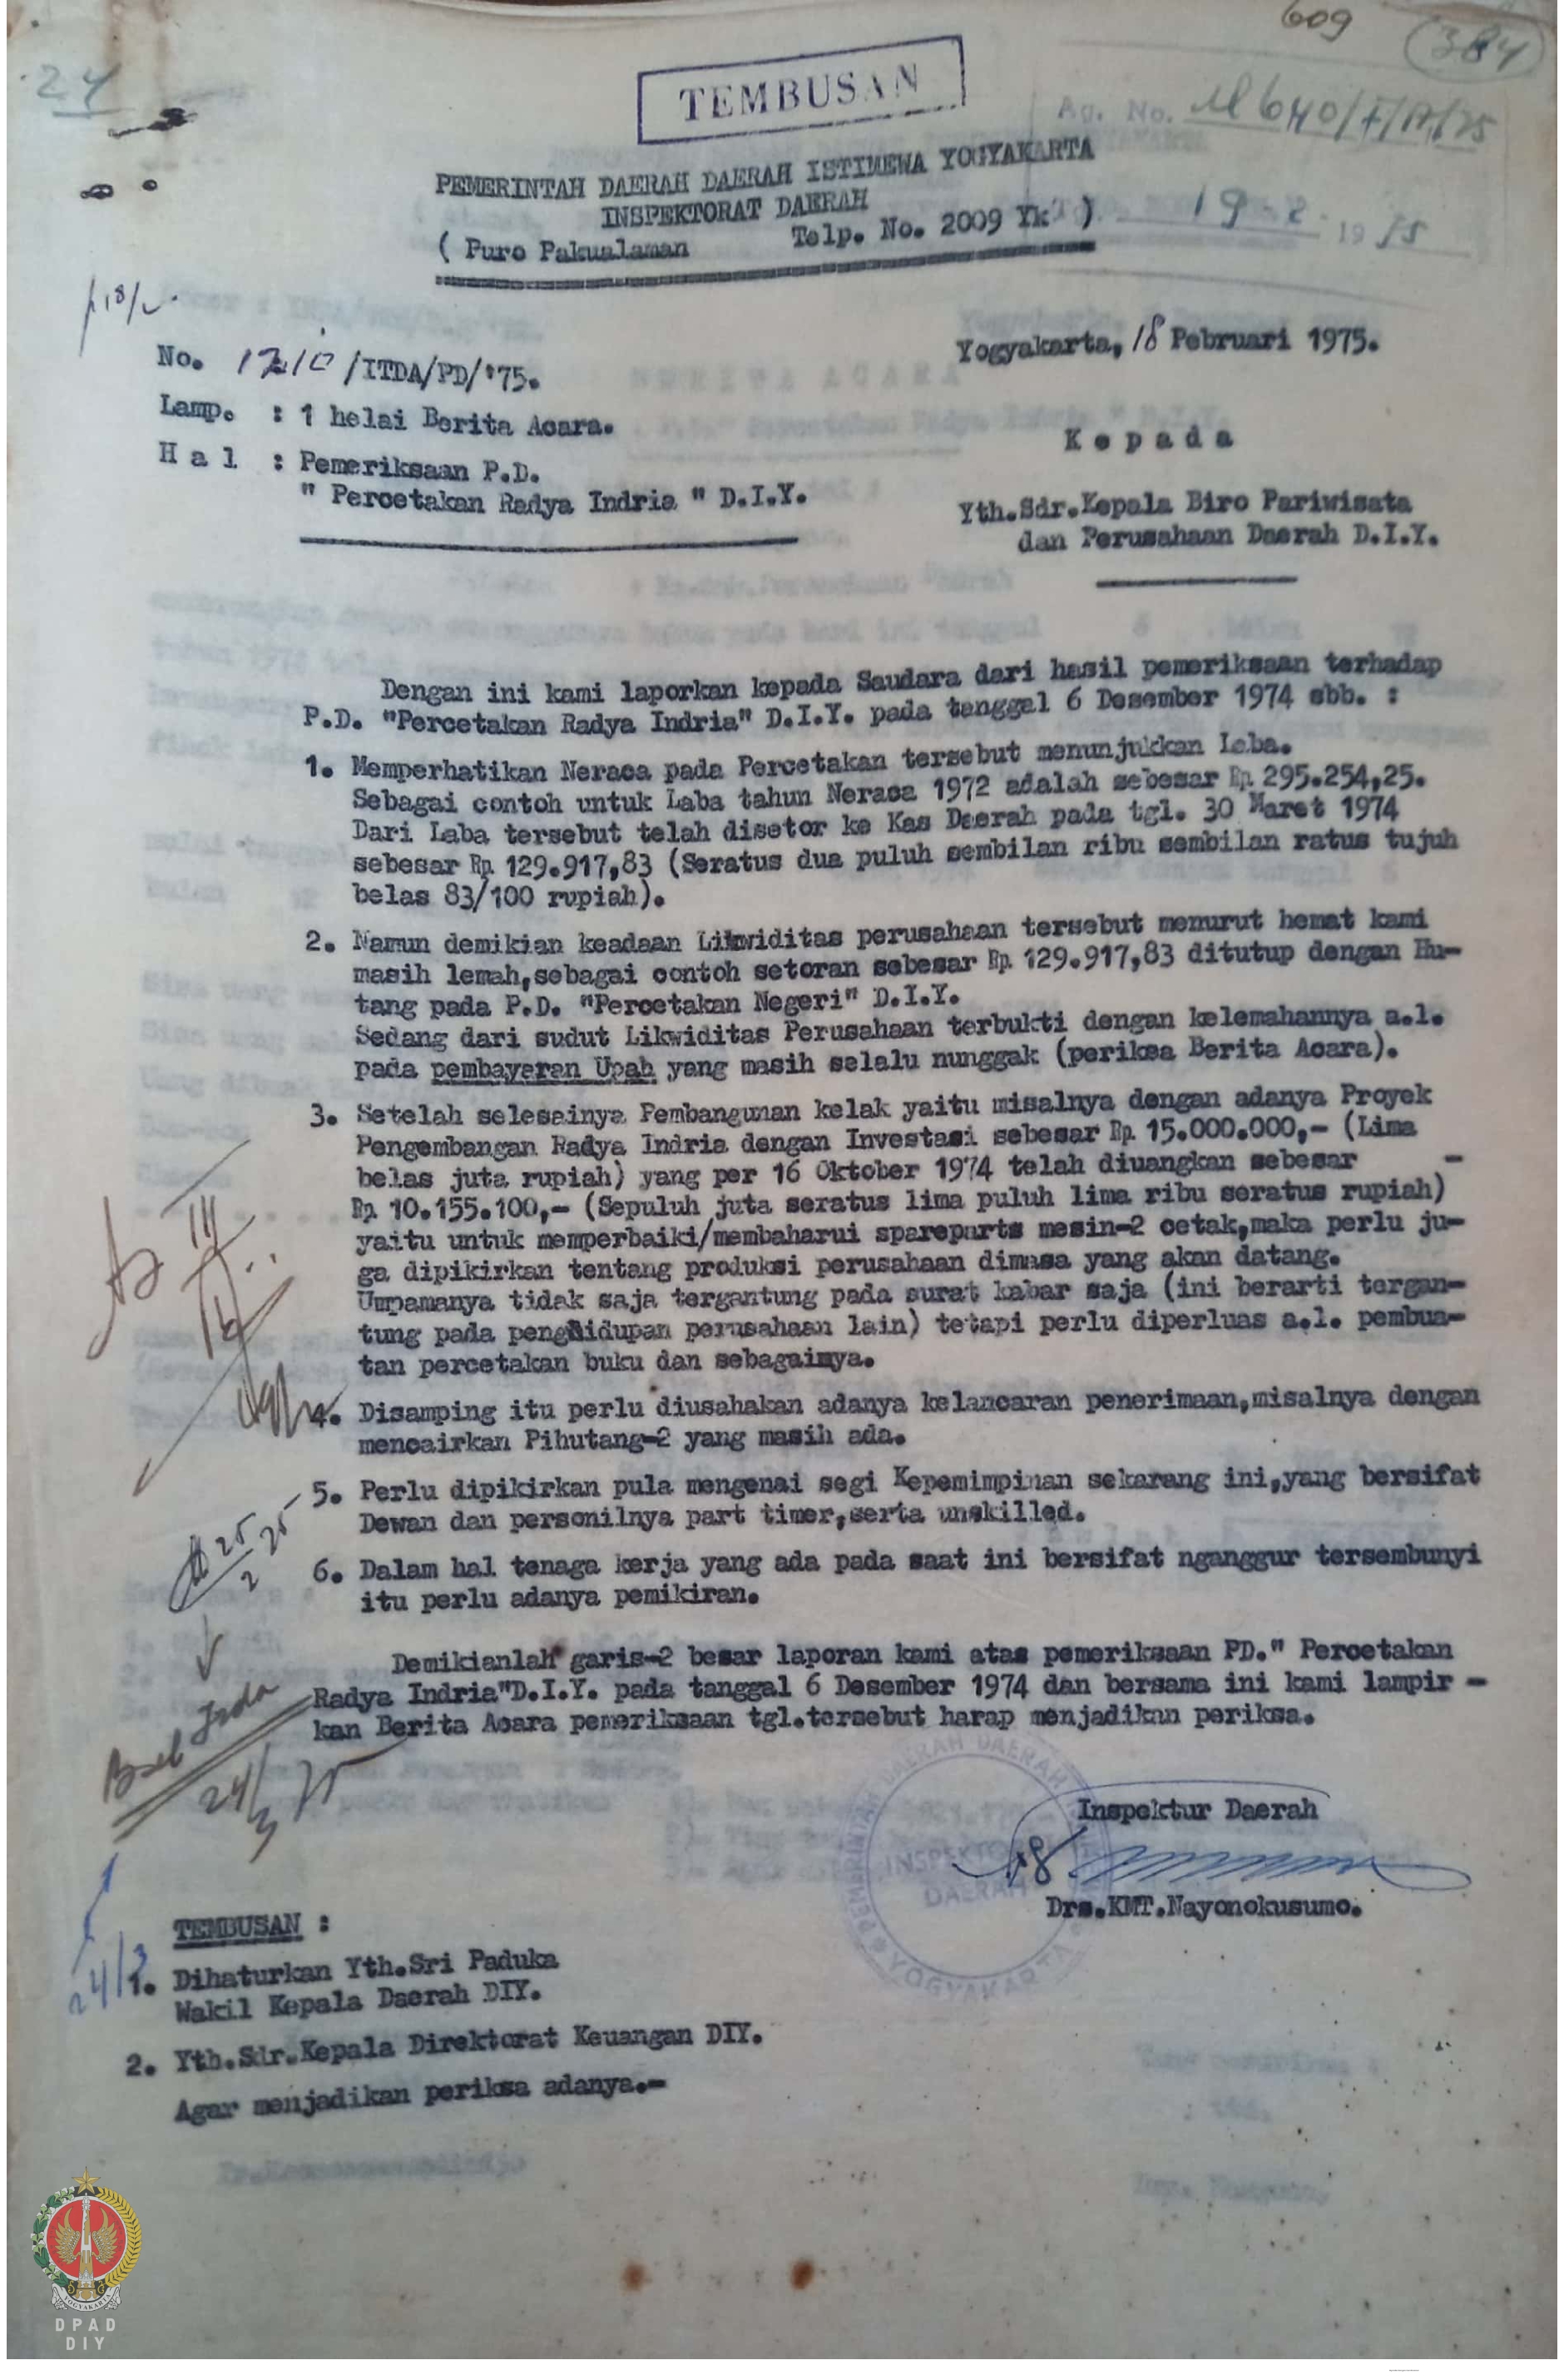 609
384
24
TEMBUSAN
Ag. No.
PEMERINTAH DAERAH DAERAH ISTIMEWA YOGYAKARTA
INSPEKTORAT DAERAH
( Puro Pakualaman Telp. No. 2009 Yk )
19-2-1975
18/2.
Yogyakarta, 18 Pebruari 1975.
No. /ITDA/PD/'75.
Lamp. : 1 helai Berita Acara.
H a l : Pemeriksaan P.D.
" Percetakan Radya Indria " D.I.Y.
K e p a d a
Yth.Sdr.Kepala Biro Pariwisata
dan Perusahaan Daerah D.I.Y.
Dengan ini kami laporkan kepada Saudara dari hasil pemeriksaan terhadap
P.D. "Percetakan Radya Indria" D.I.Y. pada tanggal 6 Desember 1974 sbb. :
1. Memperhatikan Neraca pada Percetakan tersebut menunjukkan Laba.
Sebagai contoh untuk Laba tahun Neraca 1972 adalah sebesar Rp. 295.254,25.
Dari Laba tersebut telah disetor ke Kas Daerah pada tgl. 30 Maret 1974
sebesar Rp. 129.917,83 (Seratus dua puluh sembilan ribu sembilan ratus tujuh
belas 83/100 rupiah).
2. Namun demikian keadaan Likwiditas perusahaan tersebut menurut hemat kami
masih lemah,sebagai contoh setoran sebesar Rp. 129.917,83 ditutup dengan Hu-
tang pada P.D. "Percetakan Negeri" D.I.Y.
Sedang dari sudut Likwiditas Perusahaan terbukti dengan kelemahannya a.l.
pada pembayaran Upah yang masih selalu nunggak (periksa Berita Acara).
3. Setelah selesainya Pembangunan kelak yaitu misalnya dengan adanya Proyek
Pengembangan Radya Indria dengan Investasi sebesar Rp. 15.000.000,- (Lima
belas juta rupiah) yang per 16 Oktober 1974 telah diuangkan sebesar -
Rp. 10.155.100,- (Sepuluh juta seratus lima puluh lima ribu seratus rupiah)
yaitu untuk memperbaiki/membaharui spareparts mesin-2 cetak,maka perlu ju-
ga dipikirkan tentang produksi perusahaan dimasa yang akan datang.
Umpamanya tidak saja tergantung pada surat kabar saja (ini berarti tergan-
tung pada penghidupan perusahaan lain) tetapi perlu diperluas a.l. pembua-
tan percetakan buku dan sebagainya.
4. Disamping itu perlu diusahakan adanya kelancaran penerimaan,misalnya dengan
mencairkan Pihutang-2 yang masih ada.
5. Perlu dipikirkan pula mengenai segi Kepemimpinan sekarang ini,yang bersifat
Dewan dan personilnya part timer,serta unskilled.
25/2 75
6. Dalam hal tenaga kerja yang ada pada saat ini bersifat nganggur tersembunyi
itu perlu adanya pemikiran.
Demikianlah garis-2 besar laporan kami atas pemeriksaan PD." Percetakan
Radya Indria"D.I.Y. pada tanggal 6 Desember 1974 dan bersama ini kami lampir -
kan Berita Acara pemeriksaan tgl.tersebut harap menjadikan periksa.
24/3 75
PEMERINTAH DAERAH DAERAH
INSPEKTORAT
DAERAH
YOGYAKARTA
Inspektur Daerah
Drs.KMT.Nayonokusumo.
24/3
TEMBUSAN :
1. Dihaturkan Yth.Sri Paduka
Wakil Kepala Daerah DIY.
2. Yth.Sdr.Kepala Direktorat Keuangan DIY.
Agar menjadikan periksa adanya.-
YOGYAKARTA
DPAD
DIY